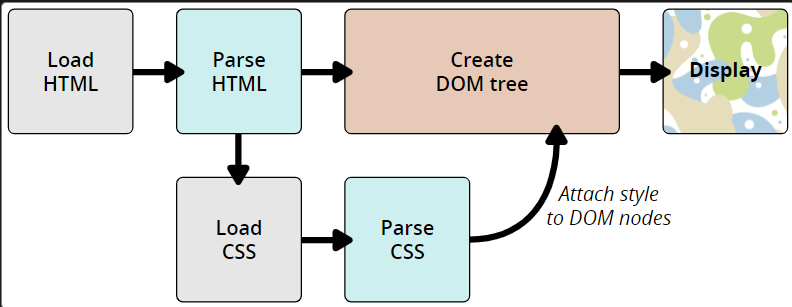 Load
HTML
Parse
HTML
Create
DOM tree
Display
Load
CSS
Parse
CSS
Attach style
to DOM nodes